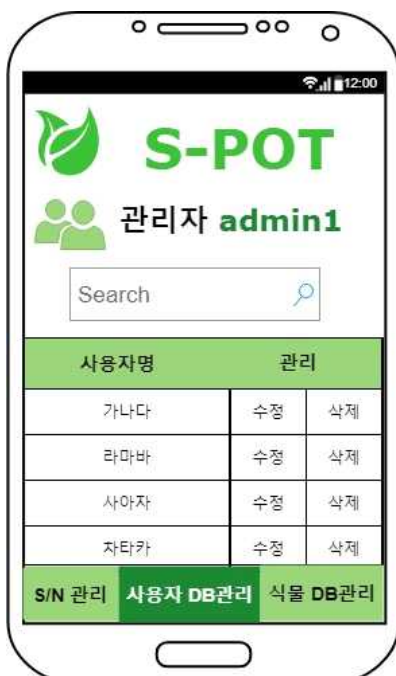 12:00
S-POT
관리자 admin1
Search
사용자명 관리
가나다 수정 삭제
라마바 수정 삭제
사아자 수정 삭제
차타카 수정 삭제
S/N 관리 사용자 DB관리 식물 DB관리